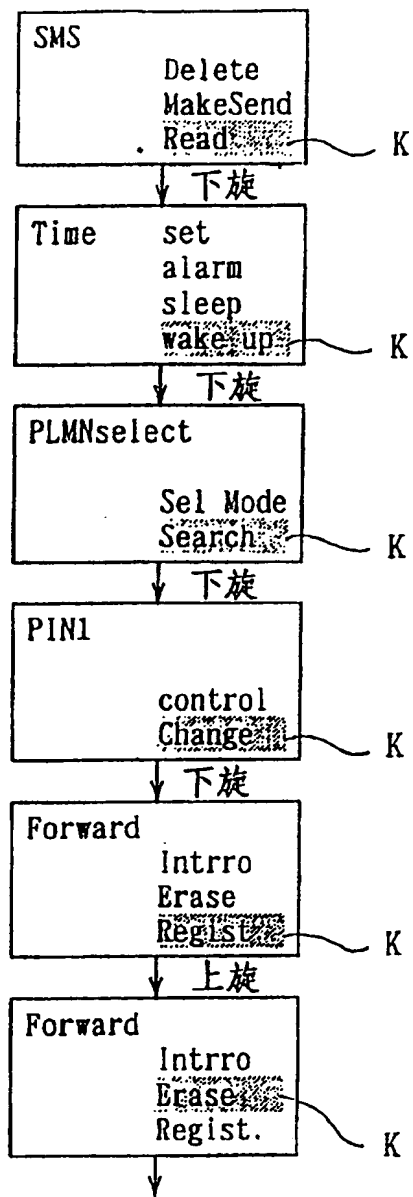 SMS
Delete
MakeSend
Read K
下旋
Time set
alarm
sleep
wake up K
下旋
PLMNselect
Sel Mode
Search K
下旋
PIN1
control
Change K
下旋
Forward
Intrro
Erase
Regist. K
上旋
Forward
Intrro
Erase K
Regist.